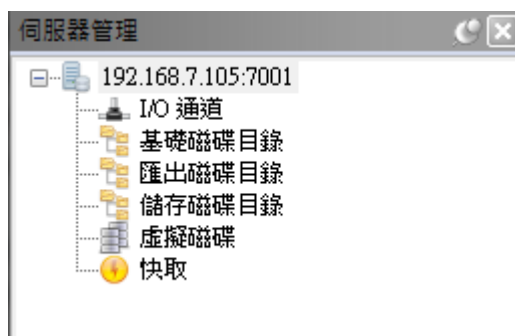 伺服器管理
192.168.7.105:7001
I/O 通道
基礎磁碟目錄
匯出磁碟目錄
儲存磁碟目錄
虛擬磁碟
快取